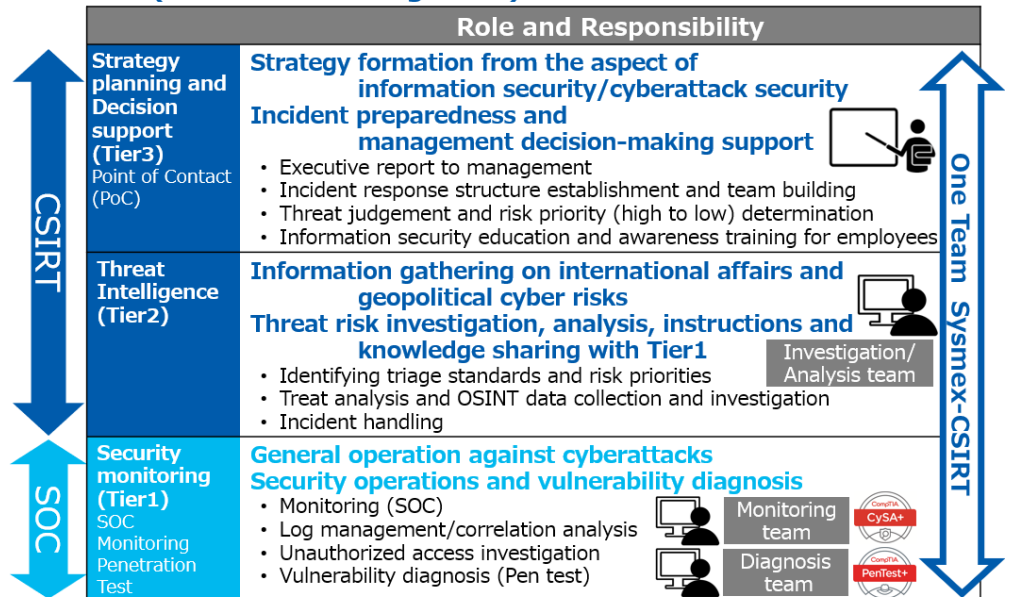 Role and Responsibility
CSIRT
Strategy
planning and
Decision
support
(Tier3)
Point of Contact
(PoC)
Strategy formation from the aspect of
information security/cyberattack security
Incident preparedness and
management decision-making support
・ Executive report to management
・ Incident response structure establishment and team building
・ Threat judgement and risk priority (high to low) determination
・ Information security education and awareness training for employees
Threat
Intelligence
(Tier2)
Information gathering on international affairs and
geopolitical cyber risks
Threat risk investigation, analysis, instructions and
knowledge sharing with Tier1
・ Identifying triage standards and risk priorities
・ Treat analysis and OSINT data collection and investigation
・ Incident handling
Investigation/
Analysis team
SOC
Security
monitoring
(Tier1)
SOC
Monitoring
Penetration
Test
General operation against cyberattacks
Security operations and vulnerability diagnosis
・ Monitoring (SOC)
・ Log management/correlation analysis
・ Unauthorized access investigation
・ Vulnerability diagnosis (Pen test)
Monitoring
team
CompTIA
CySA+
Diagnosis
team
CompTIA
PenTest+
One Team Sysmex-CSIRT